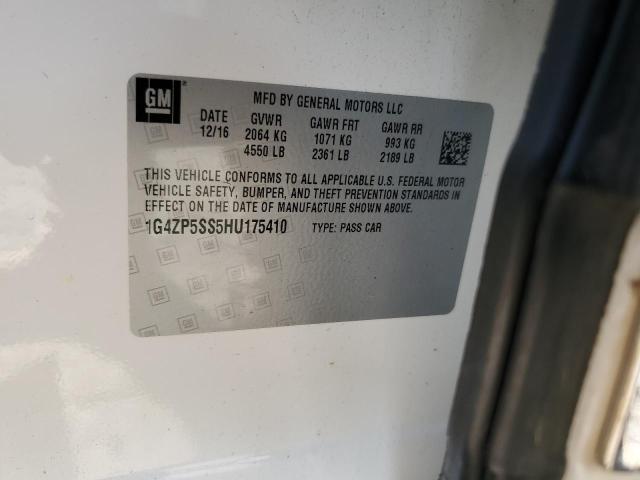 GM
MFD BY GENERAL MOTORS LLC
DATE GVWR GAWR FRT GAWR RR
12/16 2064 KG 1071 KG 993 KG
4550 LB 2361 LB 2189 LB
THIS VEHICLE CONFORMS TO ALL APPLICABLE U.S. FEDERAL MOTOR
VEHICLE SAFETY, BUMPER, AND THEFT PREVENTION STANDARDS IN
EFFECT ON THE DATE OF MANUFACTURE SHOWN ABOVE.
1G4ZP5SS5HU175410 TYPE: PASS CAR